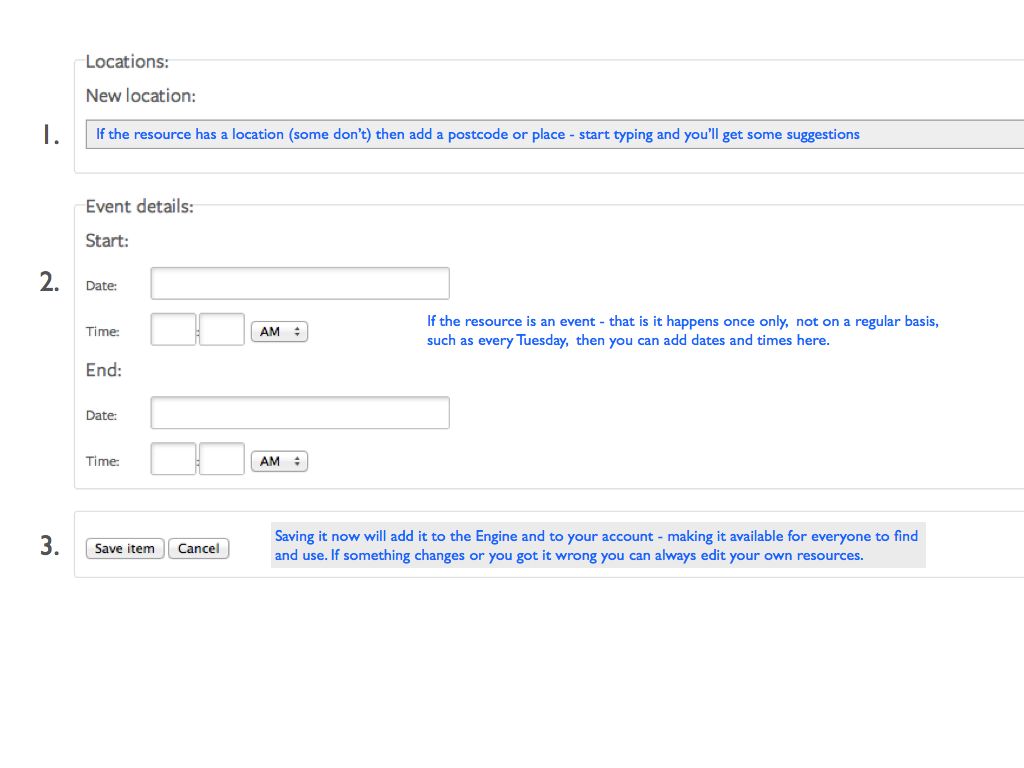 Locations:
New location:
1.
If the resource has a location (some don't) then add a postcode or place - start typing and you'll get some suggestions
Event details:
Start:
2.
Date:
Time: : AM
If the resource is an event - that is it happens once only, not on a regular basis,
such as every Tuesday, then you can add dates and times here.
End:
Date:
Time: : AM
3.
Save item Cancel
Saving it now will add it to the Engine and to your account - making it available for everyone to find
and use. If something changes or you got it wrong you can always edit your own resources.